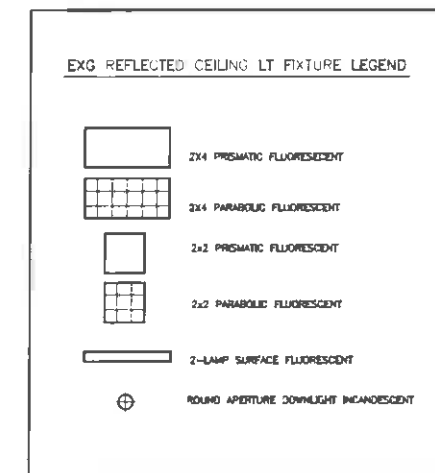 EXG REFLECTED CEILING LT FIXTURE LEGEND
2X4 PRISMATIC FLUORESECENT
2X4 PARABOLIC FLUORESCENT
2x2 PRISMATIC FLUORESCENT
2x2 PARABOLIC FLUORESCENT
2-LAMP SURFACE FLUORESCENT
ROUND APERTURE DOWNLIGHT INCANDESCENT